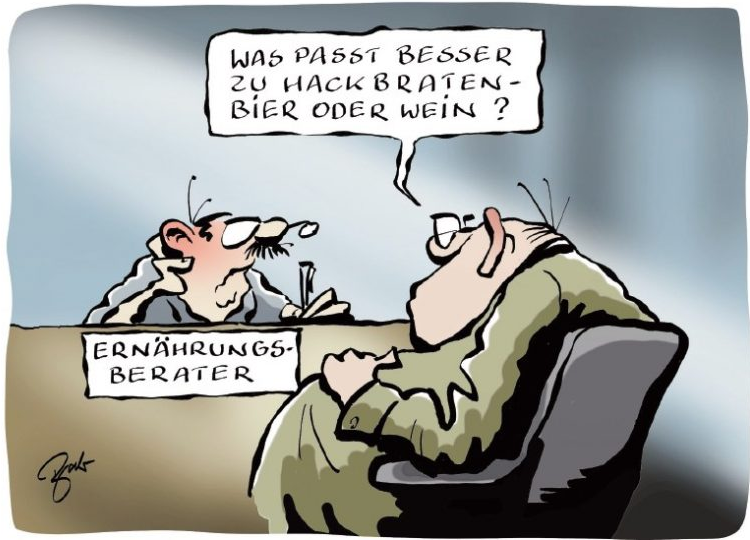 WAS PASST BESSER
ZU HACKBRATEN-
BIER ODER WEIN?
ERNÄHRUNGS-
BERATER